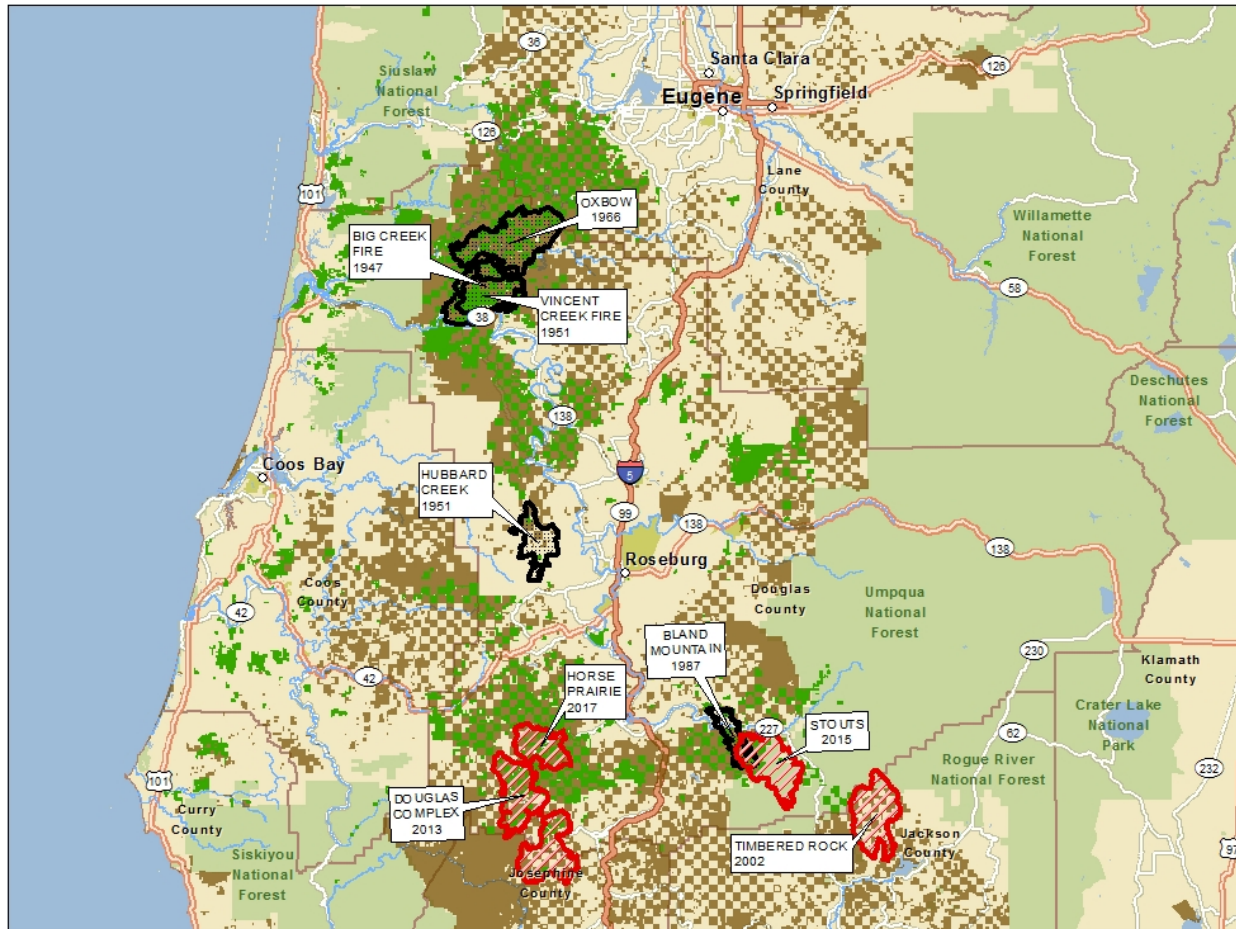 36
Santa Clara
126
Siuslaw
National
Forest
Eugene
Springfield
126
Lane
County
101
OXBOW
1966
BIG CREEK
FIRE
1947
Willamette
National
Forest
58
VINCENT
CREEK FIRE
1951
38
Deschutes
National
Forest
138
Coos Bay
5
HUBBARD
CREEK
1951
99
138
138
Roseburg
Coos
County
Douglas
County
Umpqua
National
Forest
42
BLAND
MOUNTAIN
1987
230
Klamath
County
42
HORSE
PRAIRIE
2017
Crater Lake
National
Park
227
STOUTS
2015
62
Rogue River
National Forest
232
101
DOUGLAS
COMPLEX
2013
Curry
County
Jackson
County
TIMBERED ROCK
2002
97
Siskiyou
National
Forest
Josephine
County